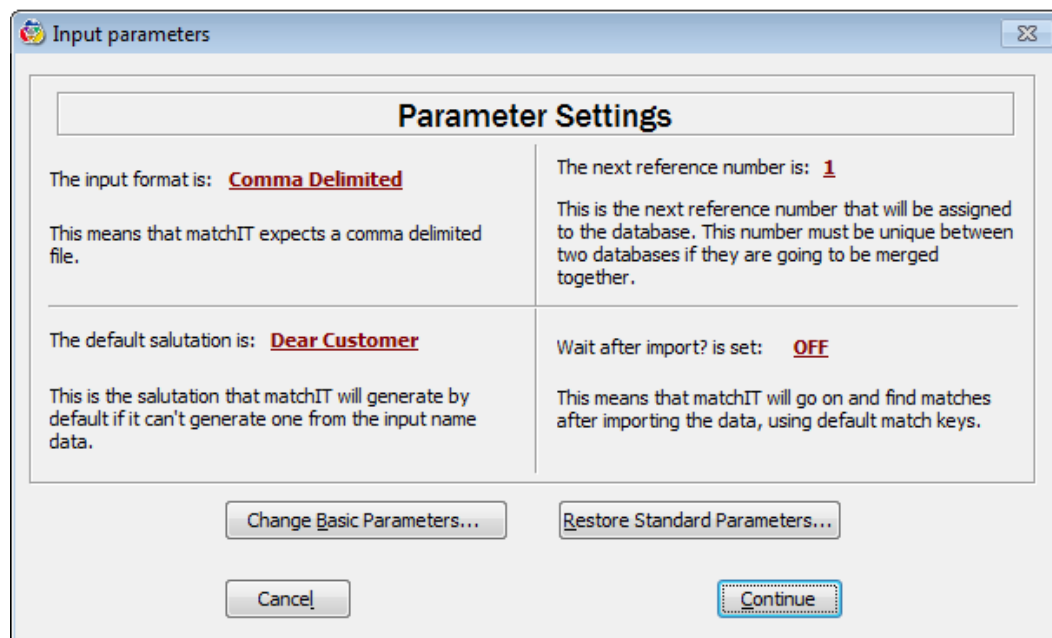 Input parameters
Parameter Settings
The input format is: Comma Delimited
This means that matchIT expects a comma delimited
file.
The next reference number is: 1
This is the next reference number that will be assigned
to the database. This number must be unique between
two databases if they are going to be merged
together.
The default salutation is: Dear Customer
This is the salutation that matchIT will generate by
default if it can't generate one from the input name
data.
Wait after import? is set: OFF
This means that matchIT will go on and find matches
after importing the data, using default match keys.
Change Basic Parameters...
Restore Standard Parameters...
Cancel
Continue